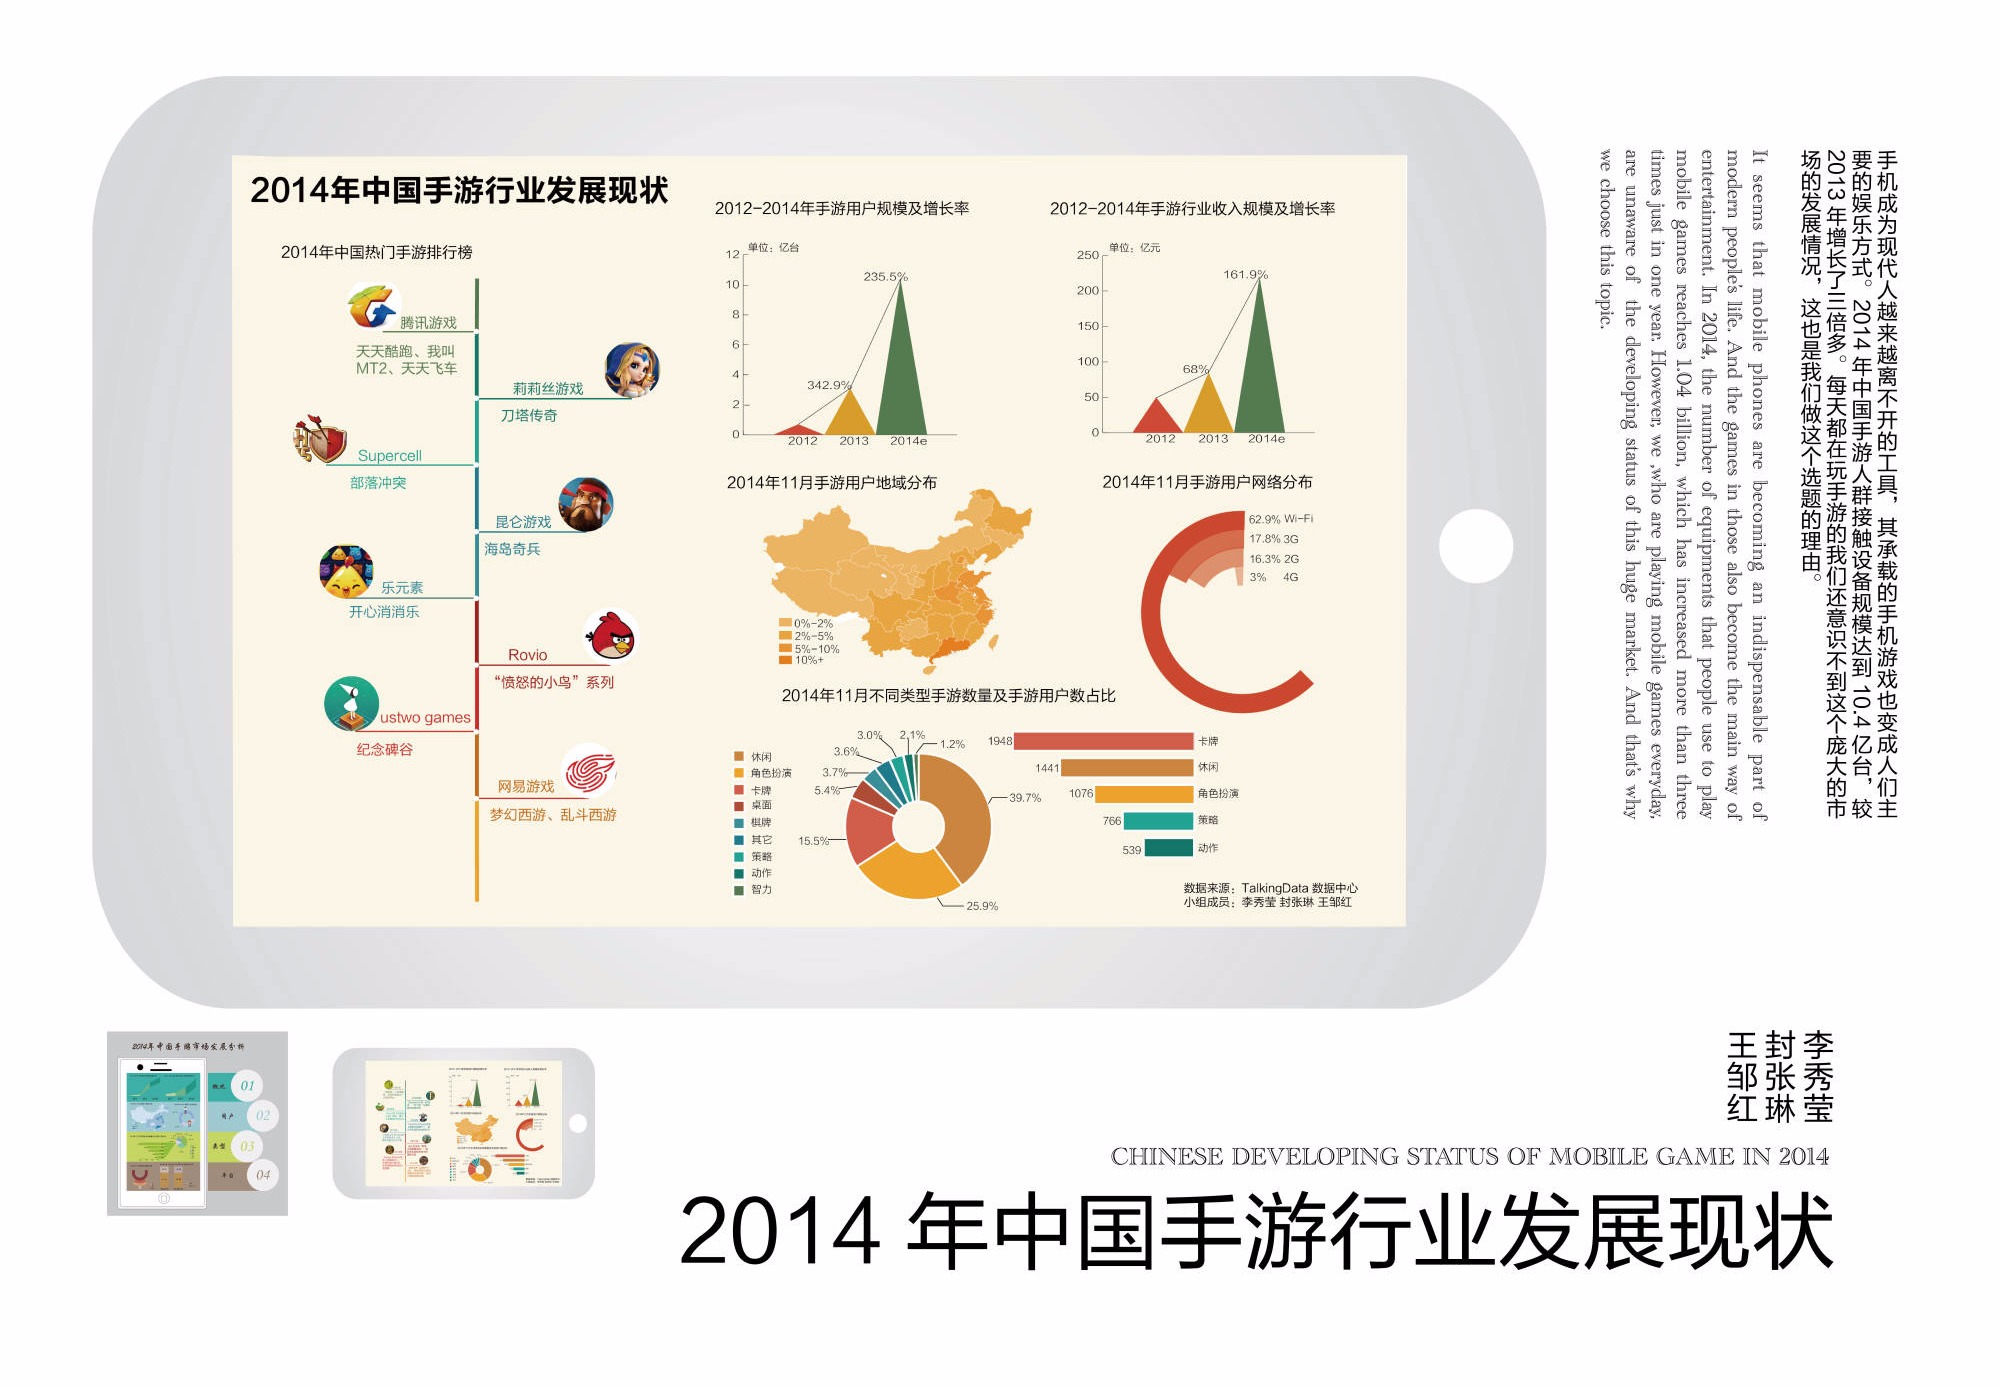 2014年中国手游行业发展现状
2014年中国热门手游排行榜
腾讯游戏
天天酷跑、我叫
MT2、天天飞车
莉莉丝游戏
刀塔传奇
Supercell
部落冲突
昆仑游戏
海岛奇兵
乐元素
开心消消乐
Rovio
“愤怒的小鸟”系列
ustwo games
纪念碑谷
网易游戏
梦幻西游、乱斗西游
2012-2014年手游用户规模及增长率
单位：亿台
12
10
8
6
4
2
0
342.9%
235.5%
2012 2013 2014e
2012-2014年手游行业收入规模及增长率
单位：亿元
250
200
150
100
50
0
68%
161.9%
2012 2013 2014e
2014年11月手游用户地域分布
0%-2%
2%-5%
5%-10%
10%+
2014年11月手游用户网络分布
62.9% Wi-Fi
17.8% 3G
16.3% 2G
3% 4G
2014年11月不同类型手游数量及手游用户数占比
休闲
角色扮演
卡牌
桌面
棋牌
其它
策略
动作
智力
3.0%
2.1%
1.2%
3.6%
3.7%
5.4%
15.5%
39.7%
25.9%
1948 卡牌
1441 休闲
1076 角色扮演
766 策略
539 动作
数据来源：TalkingData 数据中心
小组成员：李秀莹 封张琳 王邹红
手机成为现代人越来越离不开的工具，其承载的手机游戏也变成人们主
要的娱乐方式。2014 年中国手游人群接触设备规模达到 10.4 亿台，较
2013 年增长了三倍多。每天都在玩手游的我们还意识不到这个庞大的市
场的发展情况，这也是我们做这个选题的理由。
It seems that mobile phones are becoming an indispensable part of
modern people's life. And the games in those also become the main way of
entertainment. In 2014, the number of equipments that people use to play
mobile games reaches 1.04 billion, which has increased more than three
times just in one year. However, we ,who are playing mobile games everyday,
are unaware of the developing status of this huge market. And that's why
we choose this topic.
李秀莹
封张琳
王邹红
2014年中国手游市场发展分析
概况 01
用户 02
类型 03
平台 04
CHINESE DEVELOPING STATUS OF MOBILE GAME IN 2014
2014 年中国手游行业发展现状